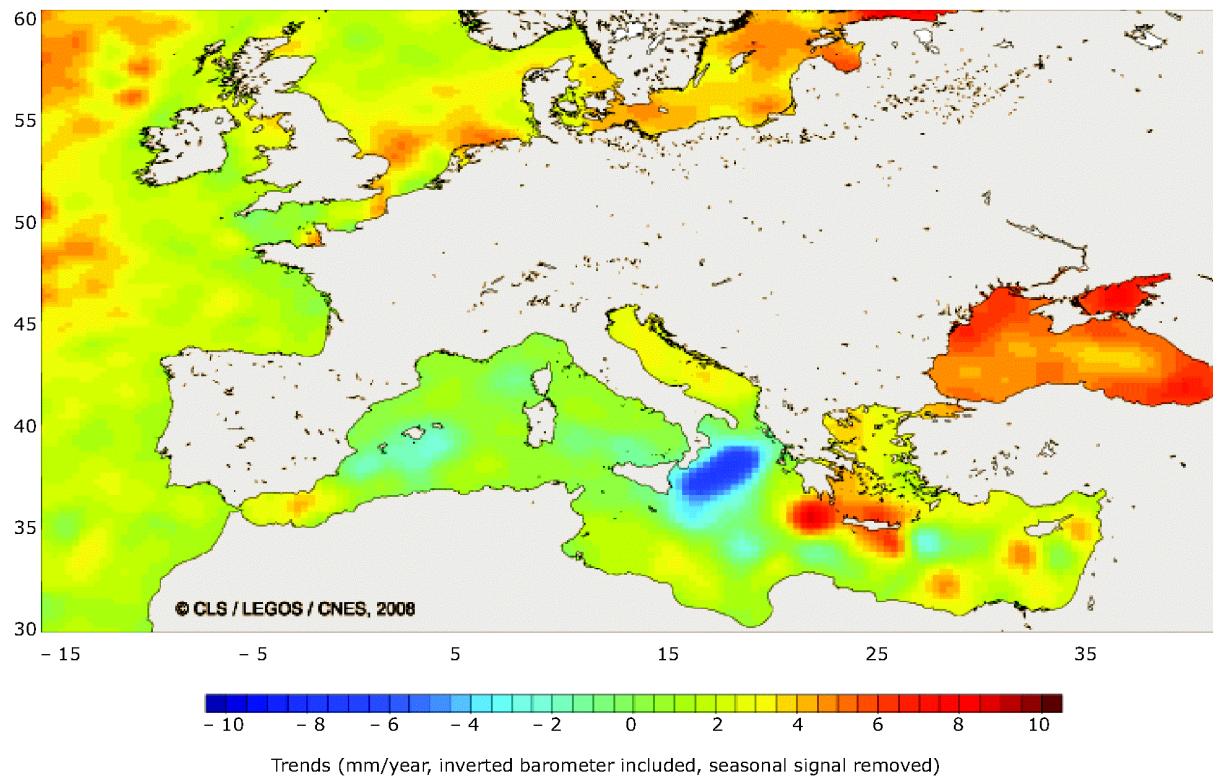 60
55
50
45
40
35
30
© CLS / LEGOS / CNES, 2008
– 15 – 5 5 15 25 35
– 10 – 8 – 6 – 4 – 2 0 2 4 6 8 10
Trends (mm/year, inverted barometer included, seasonal signal removed)